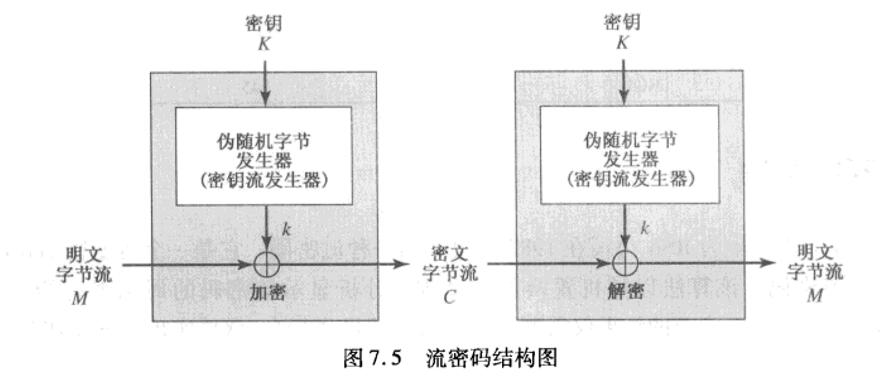 密钥
K
伪随机字节
发生器
(密钥流发生器)
k
明文
字节流
M
加密
密文
字节流
C
密钥
K
伪随机字节
发生器
(密钥流发生器)
k
解密
明文
字节流
M
图7.5 流密码结构图